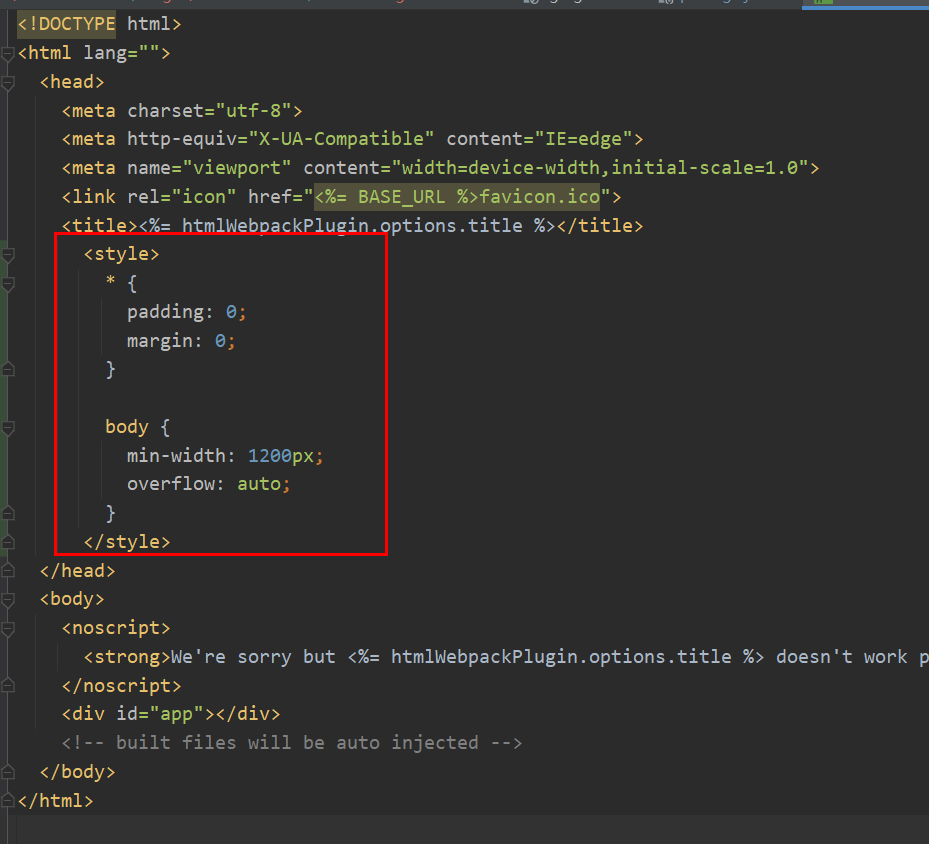 <!DOCTYPE html>
<html lang="">
<head>
<meta charset="utf-8">
<meta http-equiv="X-UA-Compatible" content="IE=edge">
<meta name="viewport" content="width=device-width,initial-scale=1.0">
<link rel="icon" href="<%= BASE_URL %>favicon.ico">
<title><%= htmlWebpackPlugin.options.title %></title>
<style>
* {
padding: 0;
margin: 0;
}
body {
min-width: 1200px;
overflow: auto;
}
</style>
</head>
<body>
<noscript>
<strong>We're sorry but <%= htmlWebpackPlugin.options.title %> doesn't work p
</noscript>
<div id="app"></div>
<!-- built files will be auto injected -->
</body>
</html>